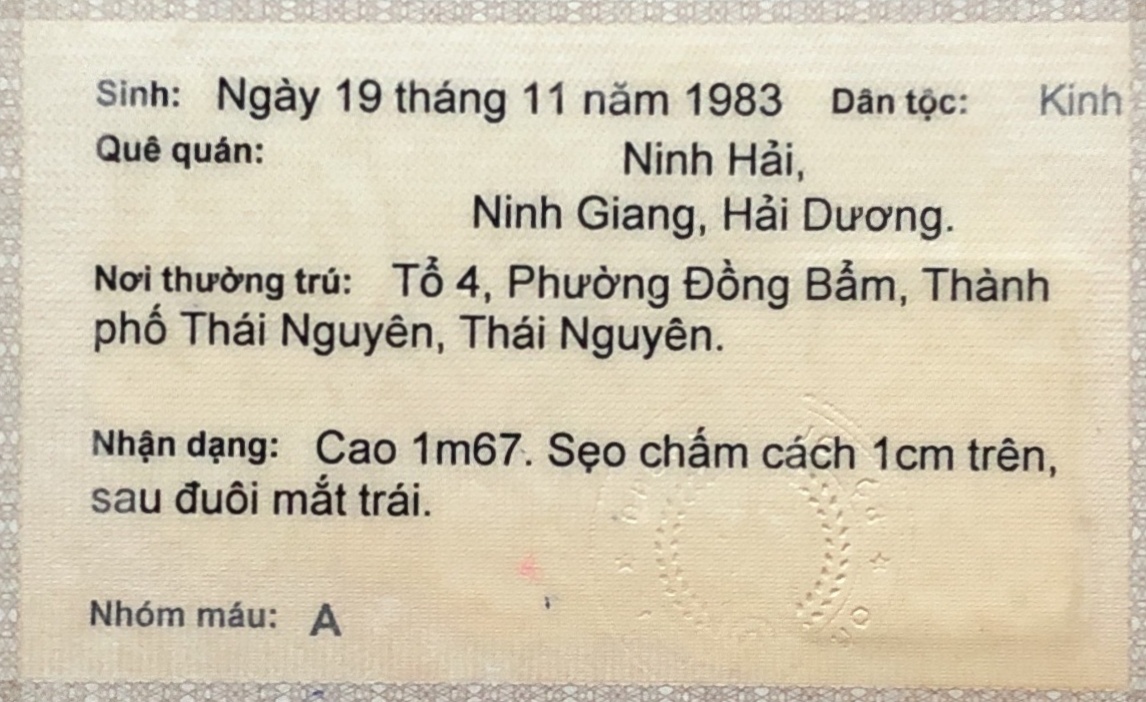 Sinh: Ngày 19 tháng 11 năm 1983 Dân tộc: Kinh
Quê quán: Ninh Hải,
Ninh Giang, Hải Dương.
Nơi thường trú: Tổ 4, Phường Đồng Bẩm, Thành
phố Thái Nguyên, Thái Nguyên.
Nhận dạng: Cao 1m67. Sẹo chấm cách 1cm trên,
sau đuôi mắt trái.
Nhóm máu: A